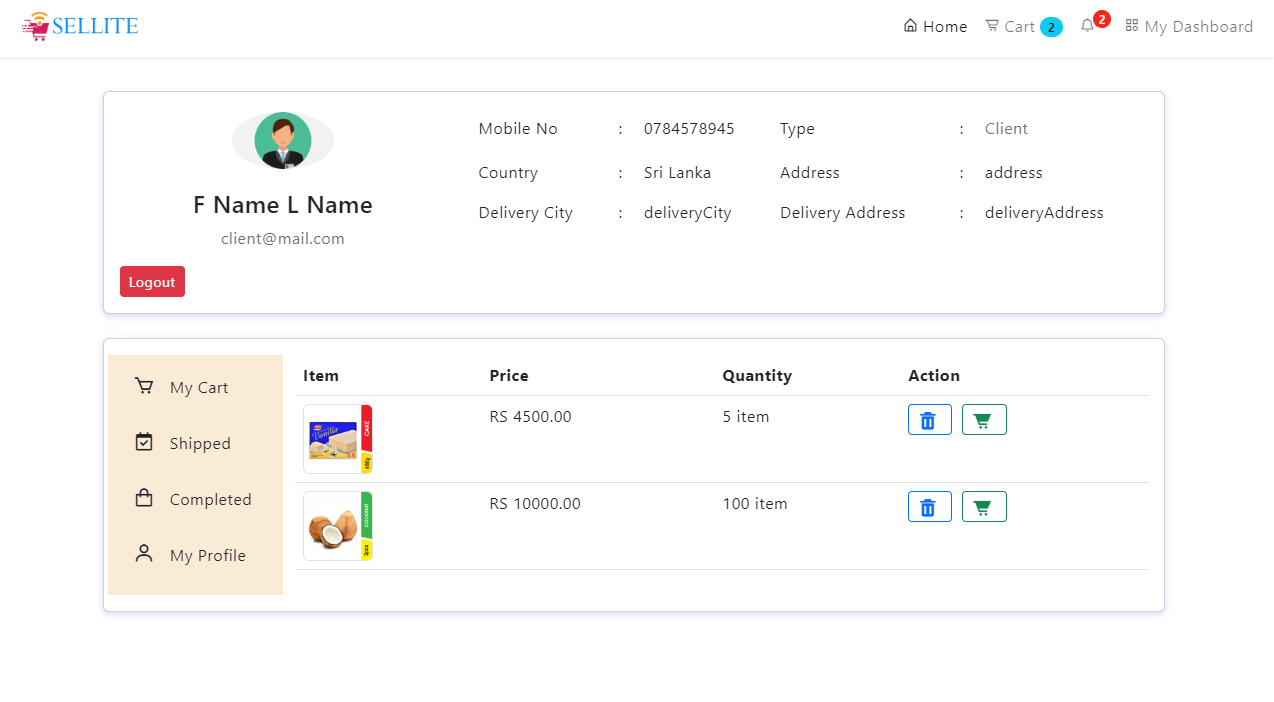 SELLITE
Home Cart 2 2 My Dashboard
F Name L Name
client@mail.com
Logout
Mobile No : 0784578945 Type : Client
Country : Sri Lanka Address : address
Delivery City : deliveryCity Delivery Address : deliveryAddress
My Cart
Shipped
Completed
My Profile
Item Price Quantity Action
Vanilla CAKE
RS 4500.00 5 item
COCONUT 3pcs
RS 10000.00 100 item